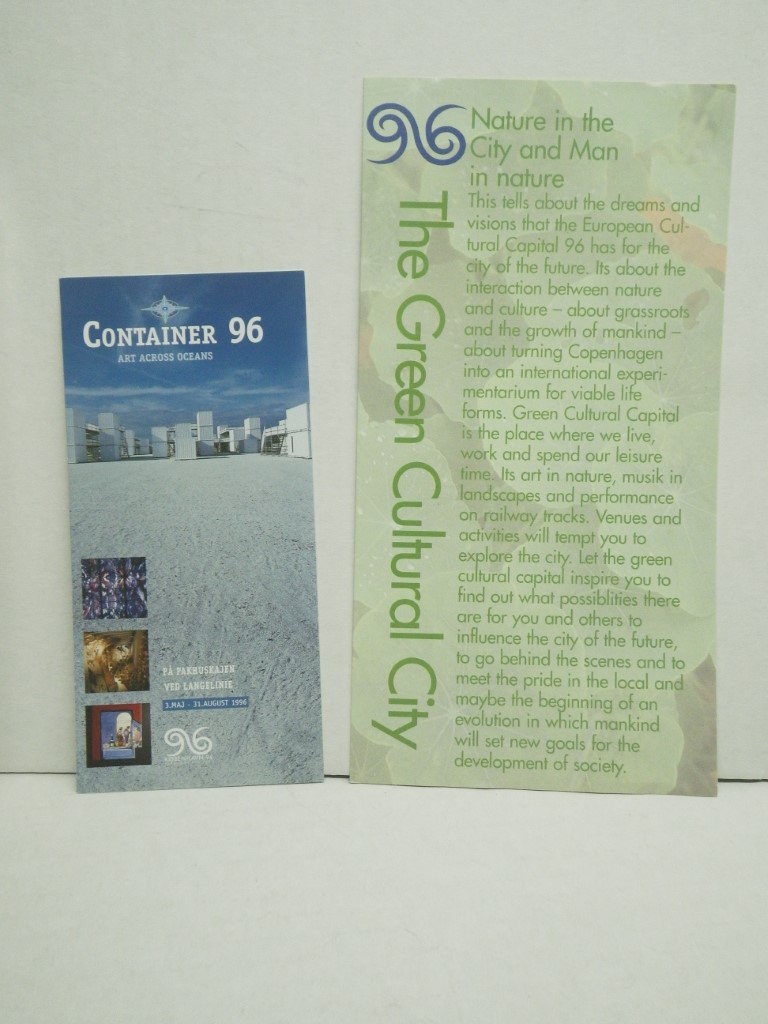 CONTAINER 96
ART ACROSS OCEANS
PÅ PAKHUSKAJEN
VED LANGELINIE
3.MAJ - 31.AUGUST 1996
96
96
The Green Cultural City
Nature in the
City and Man
in nature
This tells about the dreams and
visions that the European Cul-
tural Capital 96 has for the
city of the future. Its about the
interaction between nature
and culture – about grassroots
and the growth of mankind –
about turning Copenhagen
into an international experi-
mentarium for viable life
forms. Green Cultural Capital
is the place where we live,
work and spend our leisure
time. Its art in nature, musik in
landscapes and performance
on railway tracks. Venues and
activities will tempt you to
explore the city. Let the green
cultural capital inspire you to
find out what possiblities there
are for you and others to
influence the city of the future,
to go behind the scenes and to
meet the pride in the local and
maybe the beginning of an
evolution in which mankind
will set new goals for the
development of society.